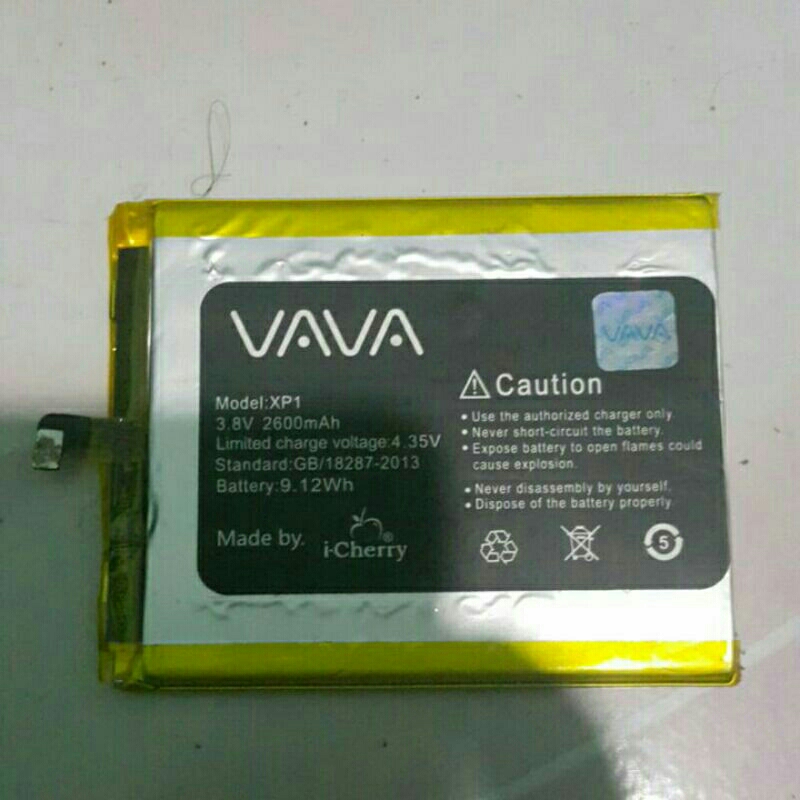 VAVA
VAVA
Model:XP1
3.8V 2600mAh
Limited charge voltage:4.35V
Standard:GB/18287-2013
Battery:9.12Wh
Made by.
i-Cherry®
Caution
• Use the authorized charger only
• Never short-circuit the battery.
• Expose battery to open flames could
cause explosion.
• Never disassembly by yourself.
• Dispose of the battery properly
5